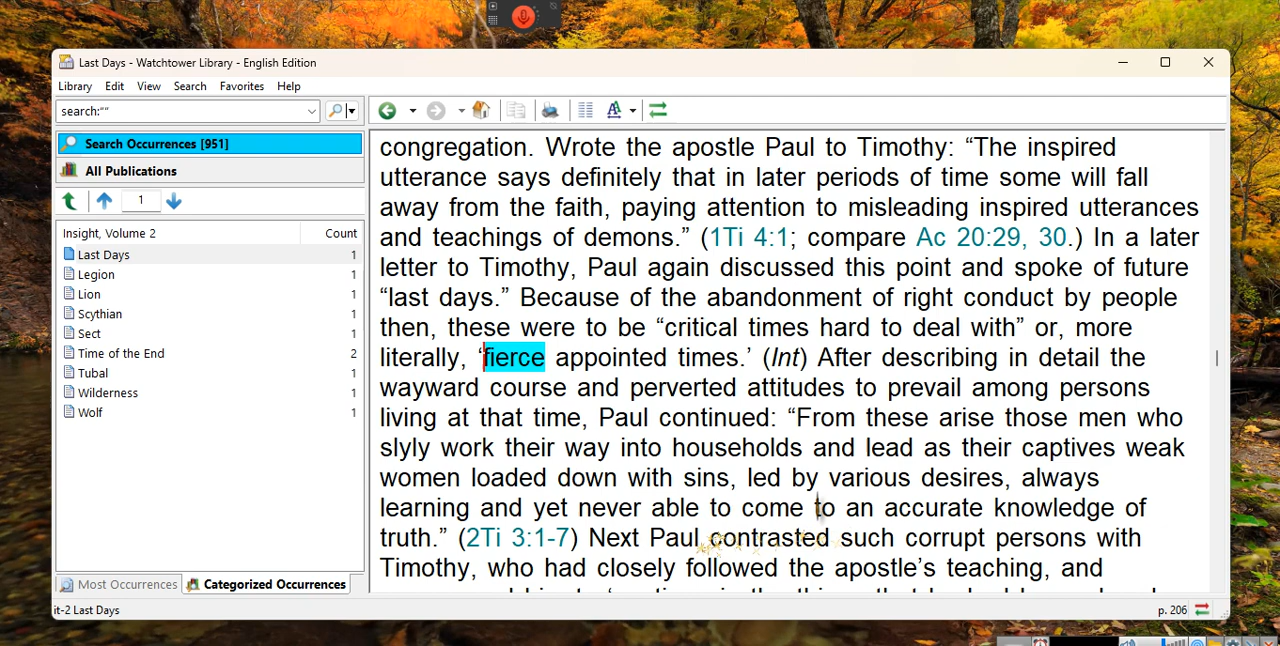 Last Days - Watchtower Library - English Edition
Library Edit View Search Favorites Help
search:""
Search Occurrences [951]
All Publications
1
Insight, Volume 2 Count
Last Days 1
Legion 1
Lion 1
Scythian 1
Sect 1
Time of the End 2
Tubal 1
Wilderness 1
Wolf 1
Most Occurrences Categorized Occurrences
congregation. Wrote the apostle Paul to Timothy: “The inspired
utterance says definitely that in later periods of time some will fall
away from the faith, paying attention to misleading inspired utterances
and teachings of demons.” (1Ti 4:1; compare Ac 20:29, 30.) In a later
letter to Timothy, Paul again discussed this point and spoke of future
“last days.” Because of the abandonment of right conduct by people
then, these were to be “critical times hard to deal with” or, more
literally, ‘fierce appointed times.’ (Int) After describing in detail the
wayward course and perverted attitudes to prevail among persons
living at that time, Paul continued: “From these arise those men who
slyly work their way into households and lead as their captives weak
women loaded down with sins, led by various desires, always
learning and yet never able to come to an accurate knowledge of
truth.” (2Ti 3:1-7) Next Paul contrasted such corrupt persons with
Timothy, who had closely followed the apostle’s teaching, and
it-2 Last Days p. 206